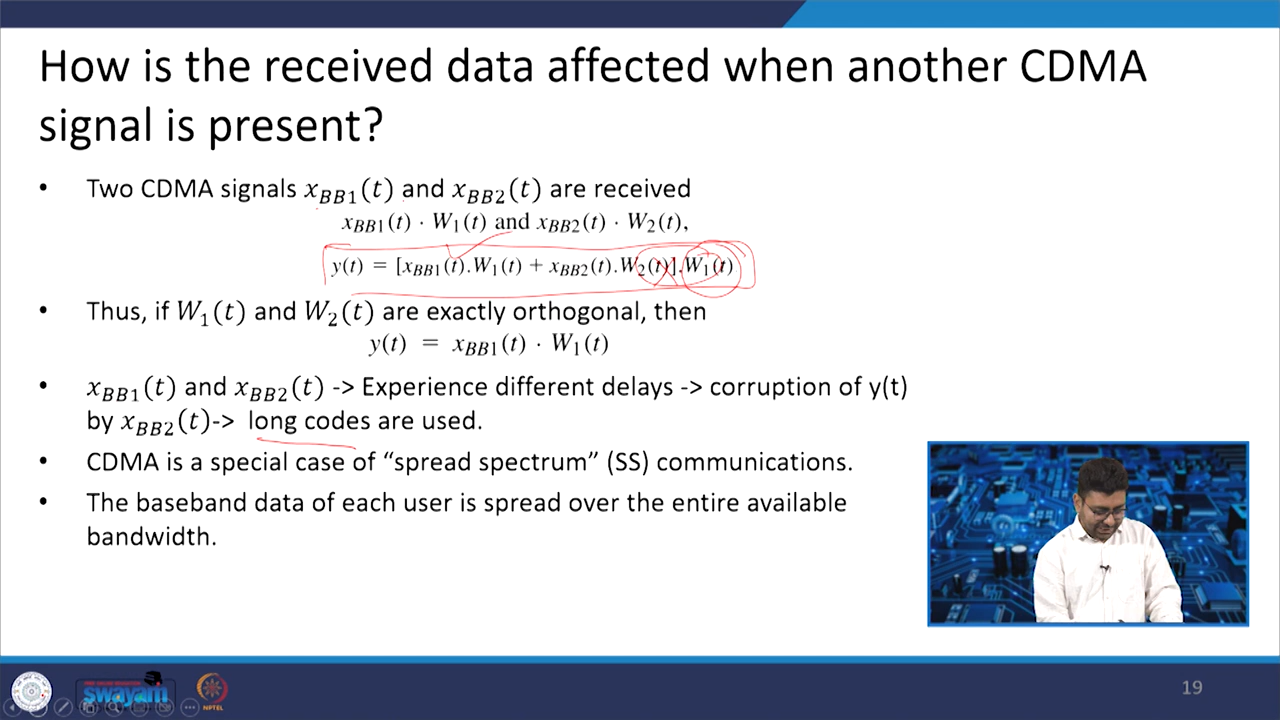 How is the received data affected when another CDMA
signal is present?
• Two CDMA signals x_{BB1}(t) and x_{BB2}(t) are received
x_{BB1}(t) · W_1(t) and x_{BB2}(t) · W_2(t),
y(t) = [x_{BB1}(t).W_1(t) + x_{BB2}(t).W_2(t)].W_1(t)
• Thus, if W_1(t) and W_2(t) are exactly orthogonal, then
y(t) = x_{BB1}(t) · W_1(t)
• x_{BB1}(t) and x_{BB2}(t) -> Experience different delays -> corruption of y(t)
by x_{BB2}(t)-> long codes are used.
• CDMA is a special case of “spread spectrum” (SS) communications.
• The baseband data of each user is spread over the entire available
bandwidth.
swayam
NPTEL
19